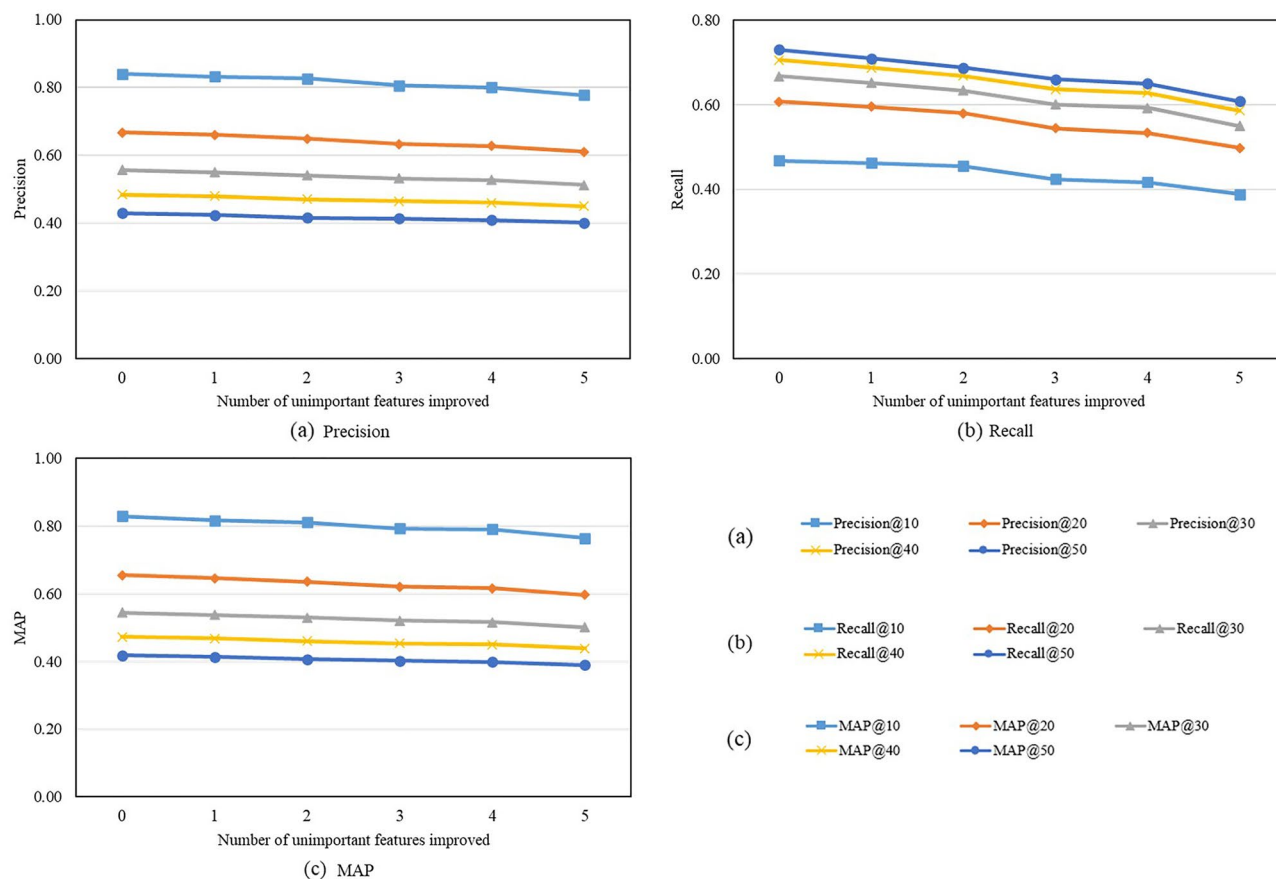 1.00
0.80
0.60
0.40
0.20
0.00
Precision
0 1 2 3 4 5
Number of unimportant features improved
(a) Precision
0.80
0.60
0.40
0.20
0.00
Recall
0 1 2 3 4 5
Number of unimportant features improved
(b) Recall
1.00
0.80
0.60
0.40
0.20
0.00
MAP
0 1 2 3 4 5
Number of unimportant features improved
(c) MAP
(a)
Precision@10 Precision@20 Precision@30
Precision@40 Precision@50
(b)
Recall@10 Recall@20 Recall@30
Recall@40 Recall@50
(c)
MAP@10 MAP@20 MAP@30
MAP@40 MAP@50